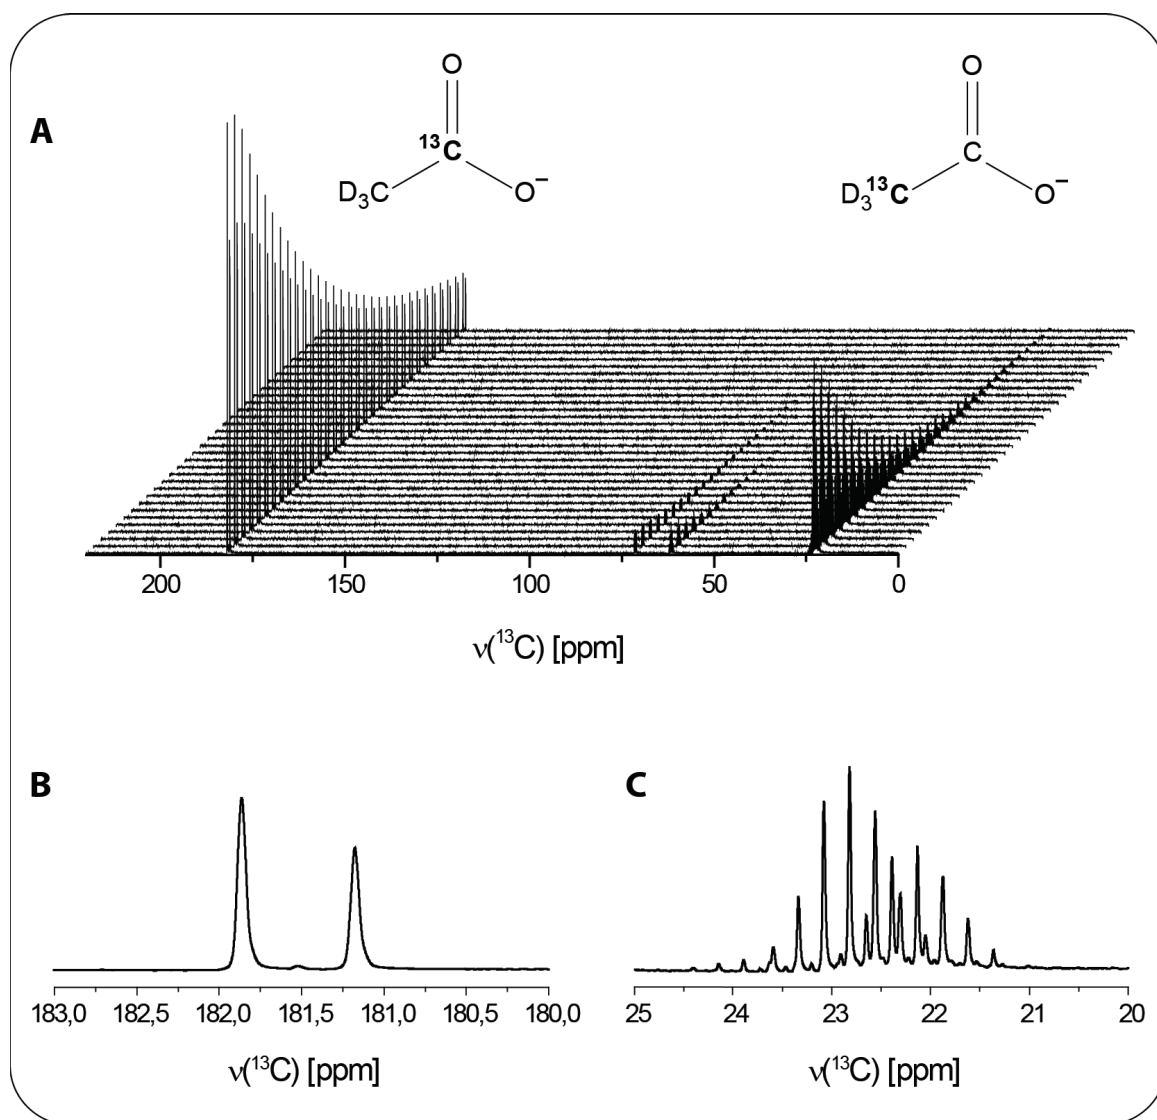 A
O
13C
D3C
O–
O
C
D313C
O–
200 150 100 50 0
ν(13C) [ppm]
B
183,0 182,5 182,0 181,5 181,0 180,5 180,0
ν(13C) [ppm]
C
25 24 23 22 21 20
ν(13C) [ppm]